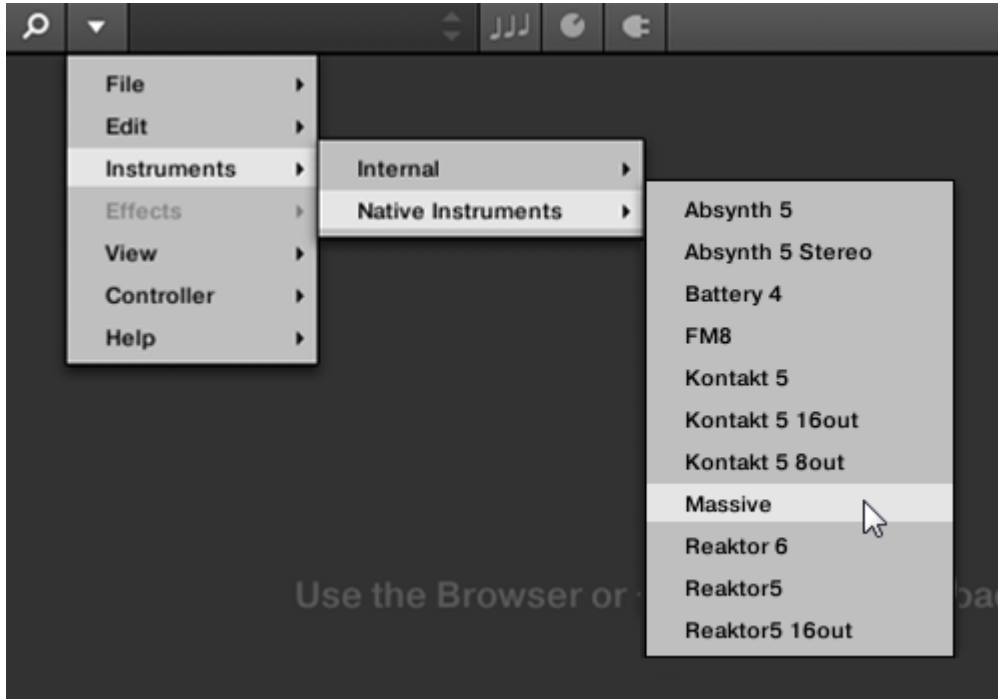 File
Edit
Instruments
Effects
View
Controller
Help
Internal
Native Instruments
Absynth 5
Absynth 5 Stereo
Battery 4
FM8
Kontakt 5
Kontakt 5 16out
Kontakt 5 8out
Massive
Reaktor 6
Reaktor5
Reaktor5 16out
Use the Browser or